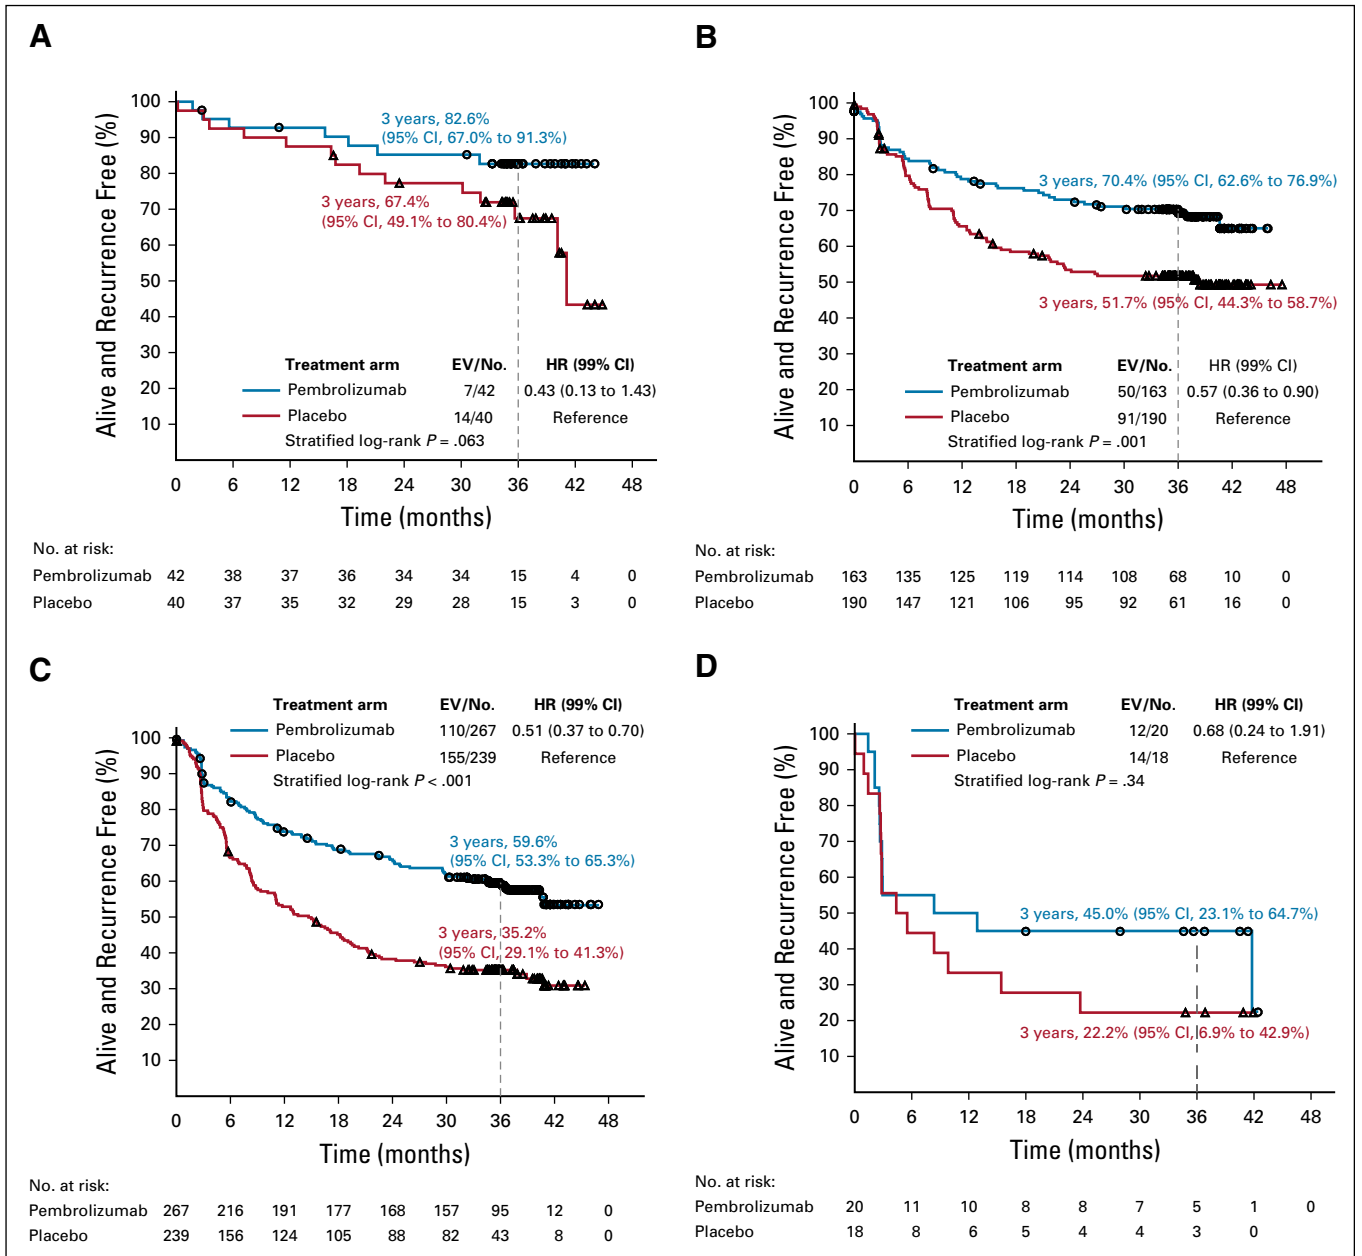 A
Alive and Recurrence Free (%)
100
90
80
70
60
50
40
30
20
10
3 years, 82.6%
(95% CI, 67.0% to 91.3%)
3 years, 67.4%
(95% CI, 49.1% to 80.4%)
Treatment arm EV/No. HR (99% CI)
Pembrolizumab 7/42 0.43 (0.13 to 1.43)
Placebo 14/40 Reference
Stratified log-rank P = .063
0 6 12 18 24 30 36 42 48
Time (months)
No. at risk:
Pembrolizumab 42 38 37 36 34 34 15 4 0
Placebo 40 37 35 32 29 28 15 3 0
B
Alive and Recurrence Free (%)
100
90
80
70
60
50
40
30
20
10
3 years, 70.4% (95% CI, 62.6% to 76.9%)
3 years, 51.7% (95% CI, 44.3% to 58.7%)
Treatment arm EV/No. HR (99% CI)
Pembrolizumab 50/163 0.57 (0.36 to 0.90)
Placebo 91/190 Reference
Stratified log-rank P = .001
0 6 12 18 24 30 36 42 48
Time (months)
No. at risk:
Pembrolizumab 163 135 125 119 114 108 68 10 0
Placebo 190 147 121 106 95 92 61 16 0
C
Treatment arm EV/No. HR (99% CI)
Pembrolizumab 110/267 0.51 (0.37 to 0.70)
Placebo 155/239 Reference
Stratified log-rank P < .001
Alive and Recurrence Free (%)
100
90
80
70
60
50
40
30
20
10
3 years, 59.6%
(95% CI, 53.3% to 65.3%)
3 years, 35.2%
(95% CI, 29.1% to 41.3%)
0 6 12 18 24 30 36 42 48
Time (months)
No. at risk:
Pembrolizumab 267 216 191 177 168 157 95 12 0
Placebo 239 156 124 105 88 82 43 8 0
D
Treatment arm EV/No. HR (99% CI)
Pembrolizumab 12/20 0.68 (0.24 to 1.91)
Placebo 14/18 Reference
Stratified log-rank P = .34
Alive and Recurrence Free (%)
100
90
80
70
60
50
40
30
20
10
3 years, 45.0% (95% CI, 23.1% to 64.7%)
3 years, 22.2% (95% CI, 6.9% to 42.9%)
0 6 12 18 24 30 36 42 48
Time (months)
No. at risk:
Pembrolizumab 20 11 10 8 8 7 5 1 0
Placebo 18 8 6 5 4 4 3 0